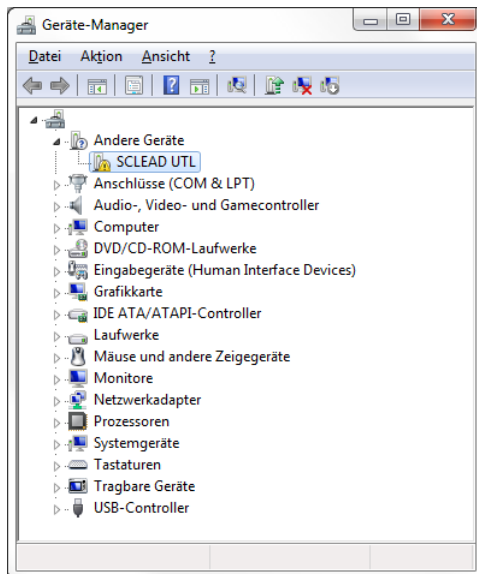 Geräte-Manager
Datei Aktion Ansicht ?
Andere Geräte
SCLEAD UTL
Anschlüsse (COM & LPT)
Audio-, Video- und Gamecontroller
Computer
DVD/CD-ROM-Laufwerke
Eingabegeräte (Human Interface Devices)
Grafikkarte
IDE ATA/ATAPI-Controller
Laufwerke
Mäuse und andere Zeigegeräte
Monitore
Netzwerkadapter
Prozessoren
Systemgeräte
Tastaturen
Tragbare Geräte
USB-Controller